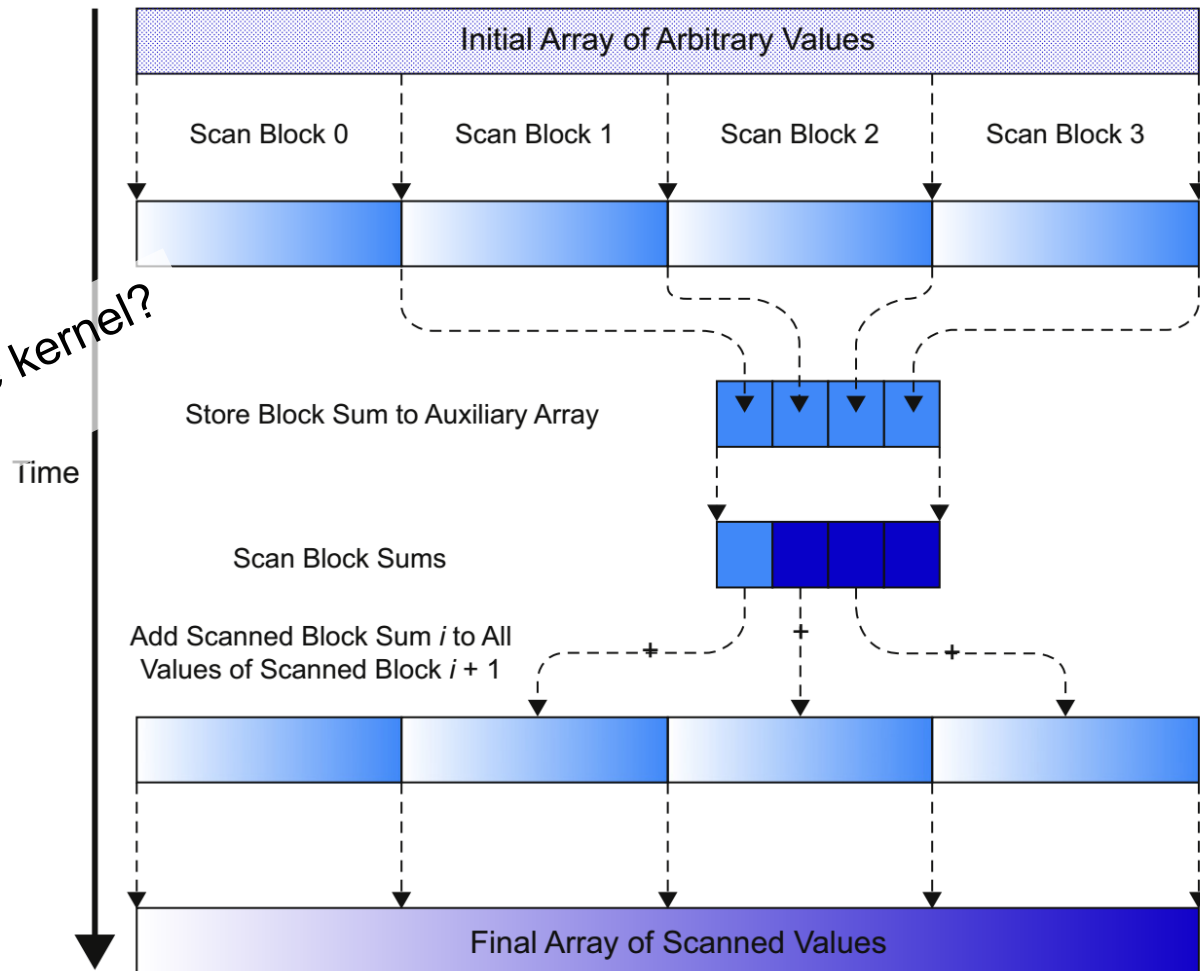 Initial Array of Arbitrary Values
Scan Block 0
Scan Block 1
Scan Block 2
Scan Block 3
kernel?
Store Block Sum to Auxiliary Array
Time
Scan Block Sums
Add Scanned Block Sum i to All
Values of Scanned Block i + 1
+
+
+
Final Array of Scanned Values